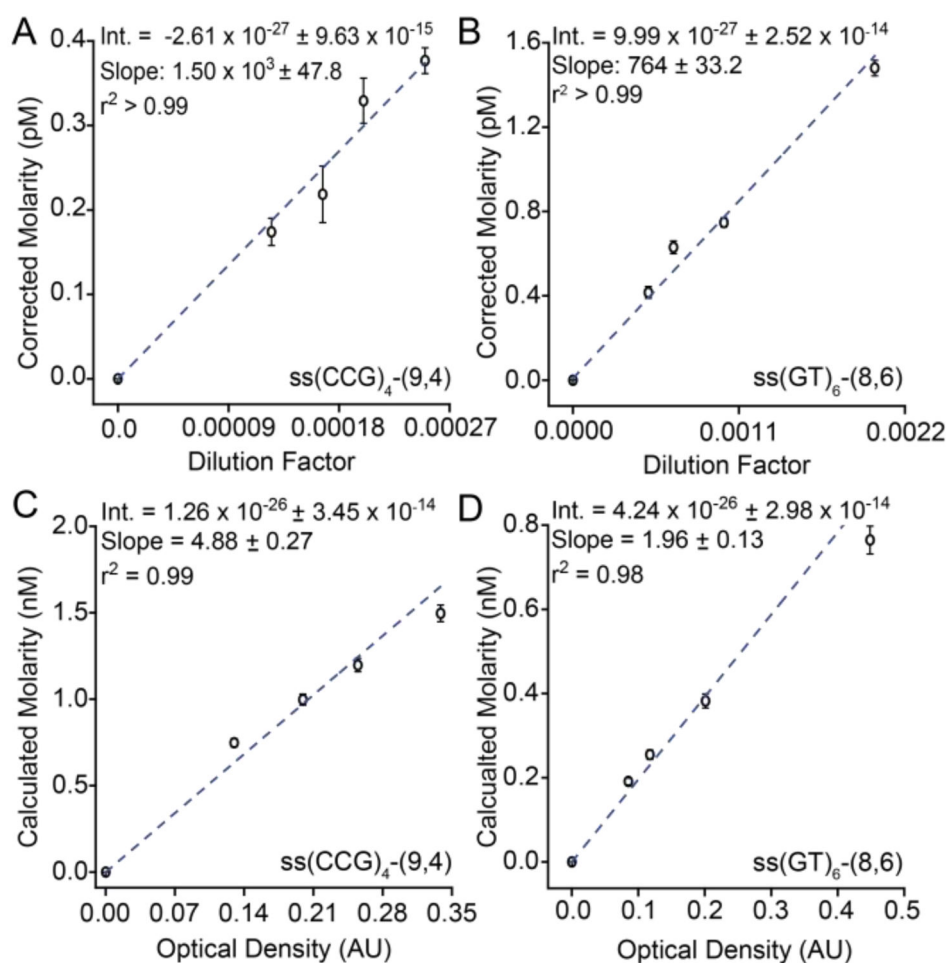 A
Int. = -2.61 x 10⁻²⁷ ± 9.63 x 10⁻¹⁵
Slope: 1.50 x 10³ ± 47.8
r² > 0.99
Corrected Molarity (pM)
0.4
0.3
0.2
0.1
0.0
ss(CCG)₄-(9,4)
0.0 0.00009 0.00018 0.00027
Dilution Factor
B
Int. = 9.99 x 10⁻²⁷ ± 2.52 x 10⁻¹⁴
Slope: 764 ± 33.2
r² > 0.99
Corrected Molarity (pM)
1.6
1.2
0.8
0.4
0.0
ss(GT)₆-(8,6)
0.0000 0.0011 0.0022
Dilution Factor
C
Int. = 1.26 x 10⁻²⁶ ± 3.45 x 10⁻¹⁴
Slope = 4.88 ± 0.27
r² = 0.99
Calculated Molarity (nM)
2.0
1.5
1.0
0.5
0.0
ss(CCG)₄-(9,4)
0.00 0.07 0.14 0.21 0.28 0.35
Optical Density (AU)
D
Int. = 4.24 x 10⁻²⁶ ± 2.98 x 10⁻¹⁴
Slope = 1.96 ± 0.13
r² = 0.98
Calcualted Molarity (nM)
0.8
0.6
0.4
0.2
0.0
ss(GT)₆-(8,6)
0.0 0.1 0.2 0.3 0.4 0.5
Optical Density (AU)